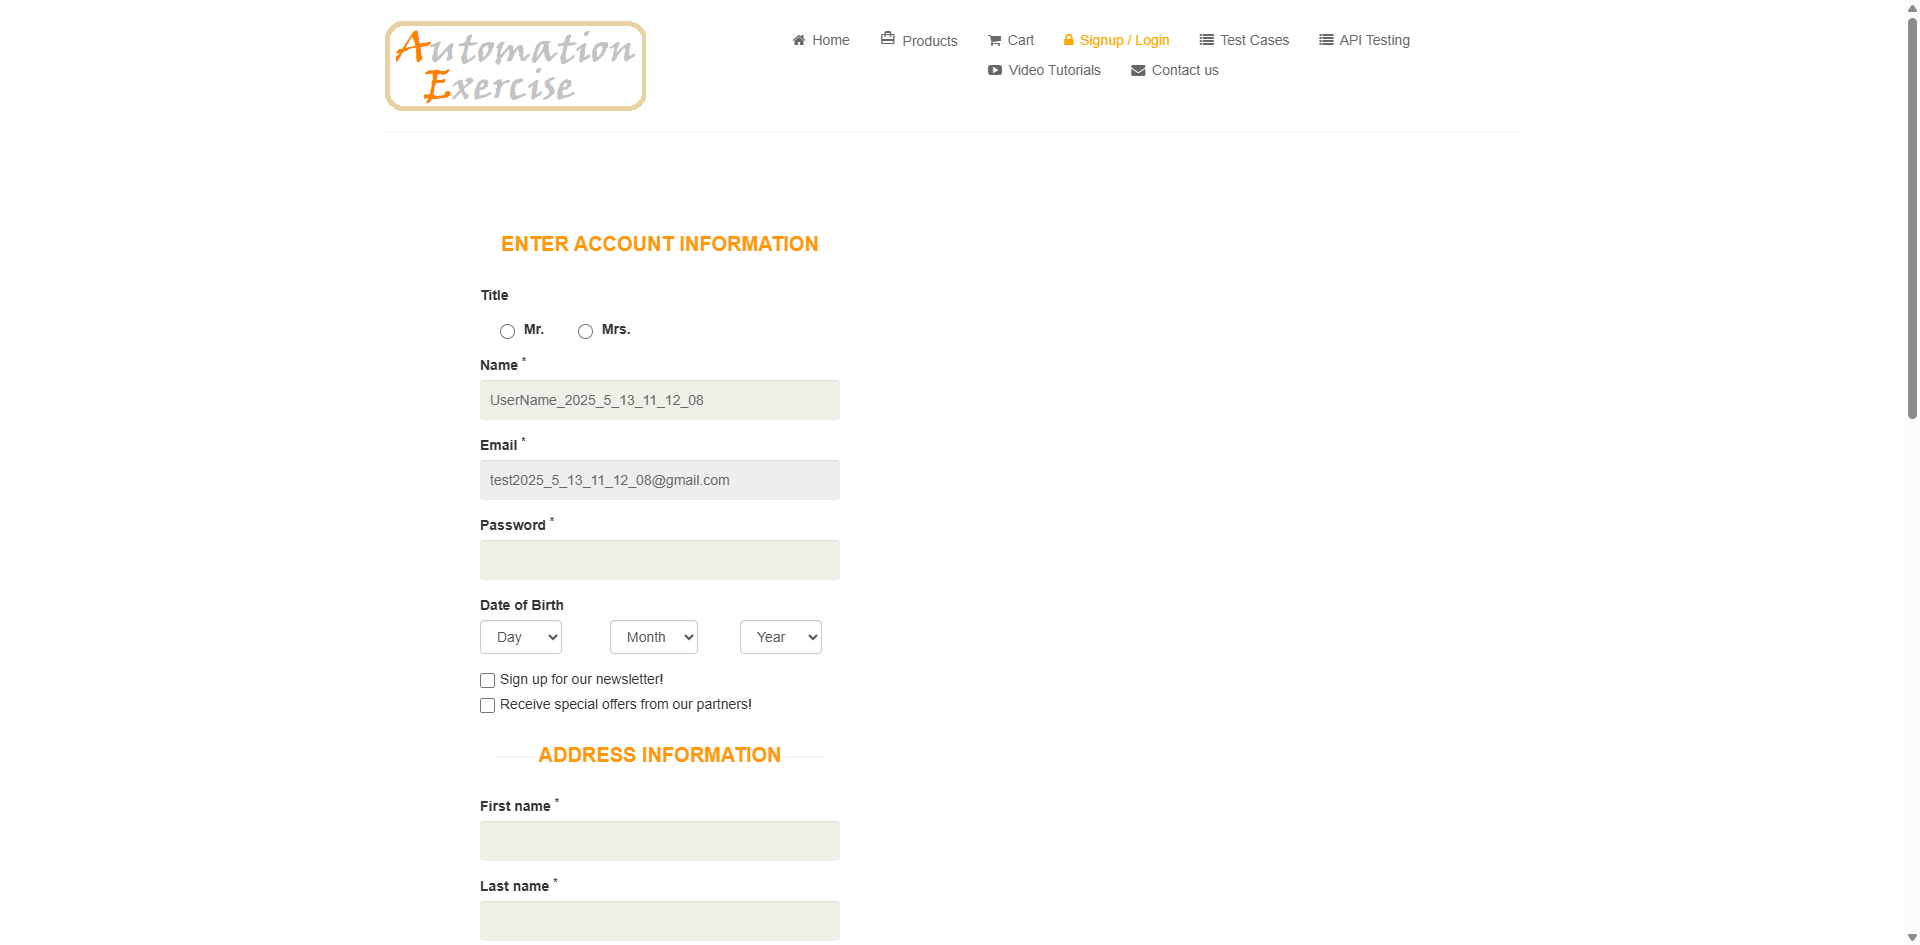 Automation
Exercise
Home
Products
Cart
Signup / Login
Test Cases
API Testing
Video Tutorials
Contact us
ENTER ACCOUNT INFORMATION
Title
Mr.
Mrs.
Name *
UserName_2025_5_13_11_12_08
Email *
test2025_5_13_11_12_08@gmail.com
Password *
Date of Birth
Day
Month
Year
Sign up for our newsletter!
Receive special offers from our partners!
ADDRESS INFORMATION
First name *
Last name *